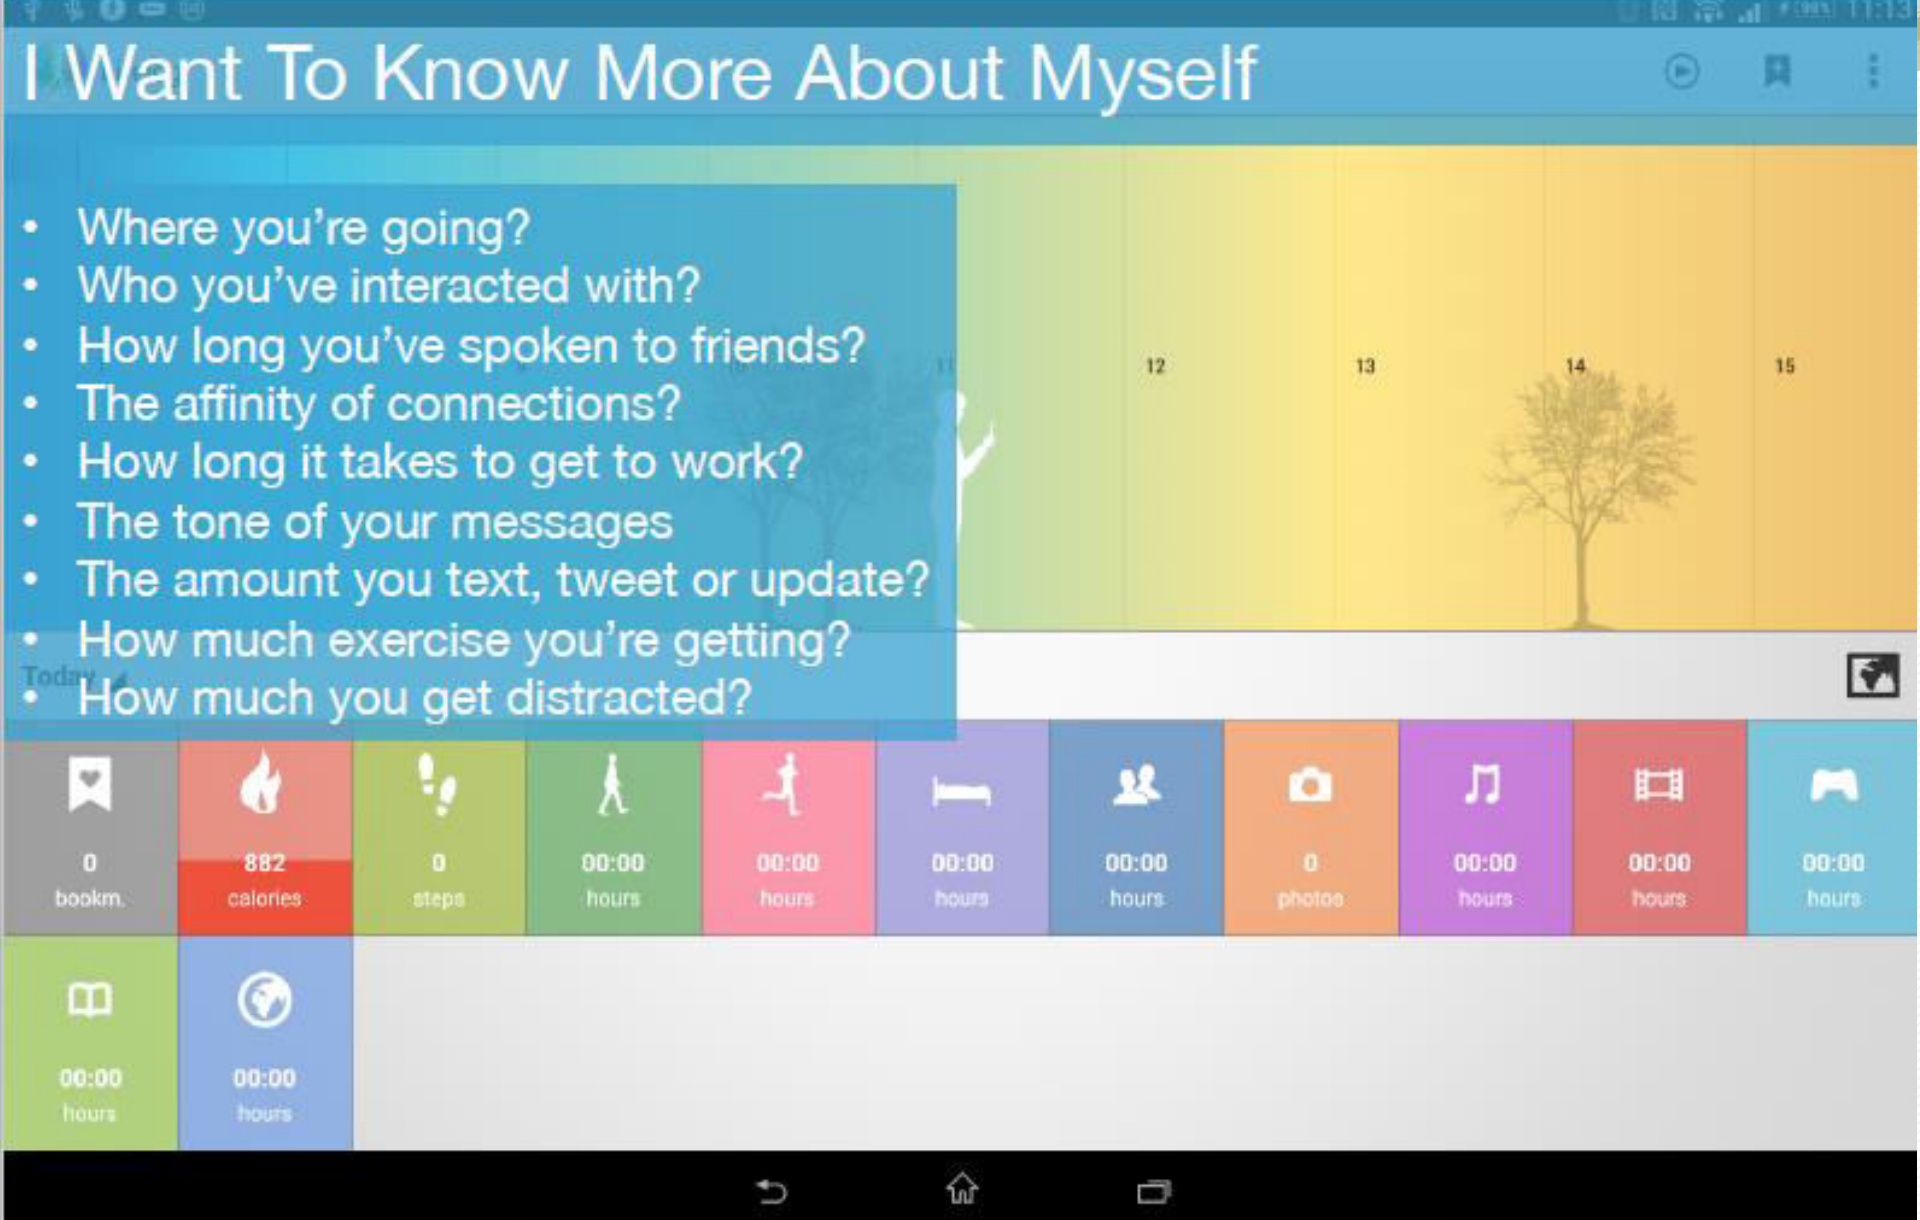 11:13
I Want To Know More About Myself
• Where you're going?
• Who you've interacted with?
• How long you've spoken to friends?
• The affinity of connections?
• How long it takes to get to work?
• The tone of your messages
• The amount you text, tweet or update?
• How much exercise you're getting?
• How much you get distracted?
11 12 13 14 15
Today
0 882 0 00:00 00:00 00:00 00:00 0 00:00 00:00 00:00
bookm. calories steps hours hours hours hours photos hours hours hours
00:00 00:00
hours hours